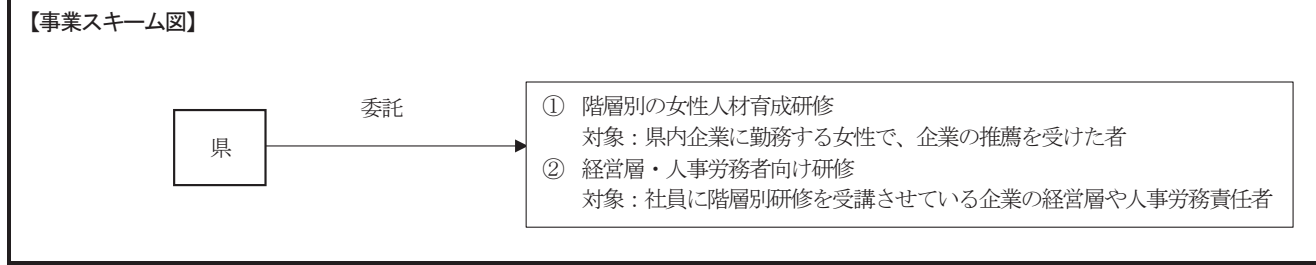 【事業スキーム図】
委託
県
① 階層別の女性人材育成研修
対象：県内企業に勤務する女性で、企業の推薦を受けた者
② 経営層・人事労務者向け研修
対象：社員に階層別研修を受講させている企業の経営層や人事労務責任者